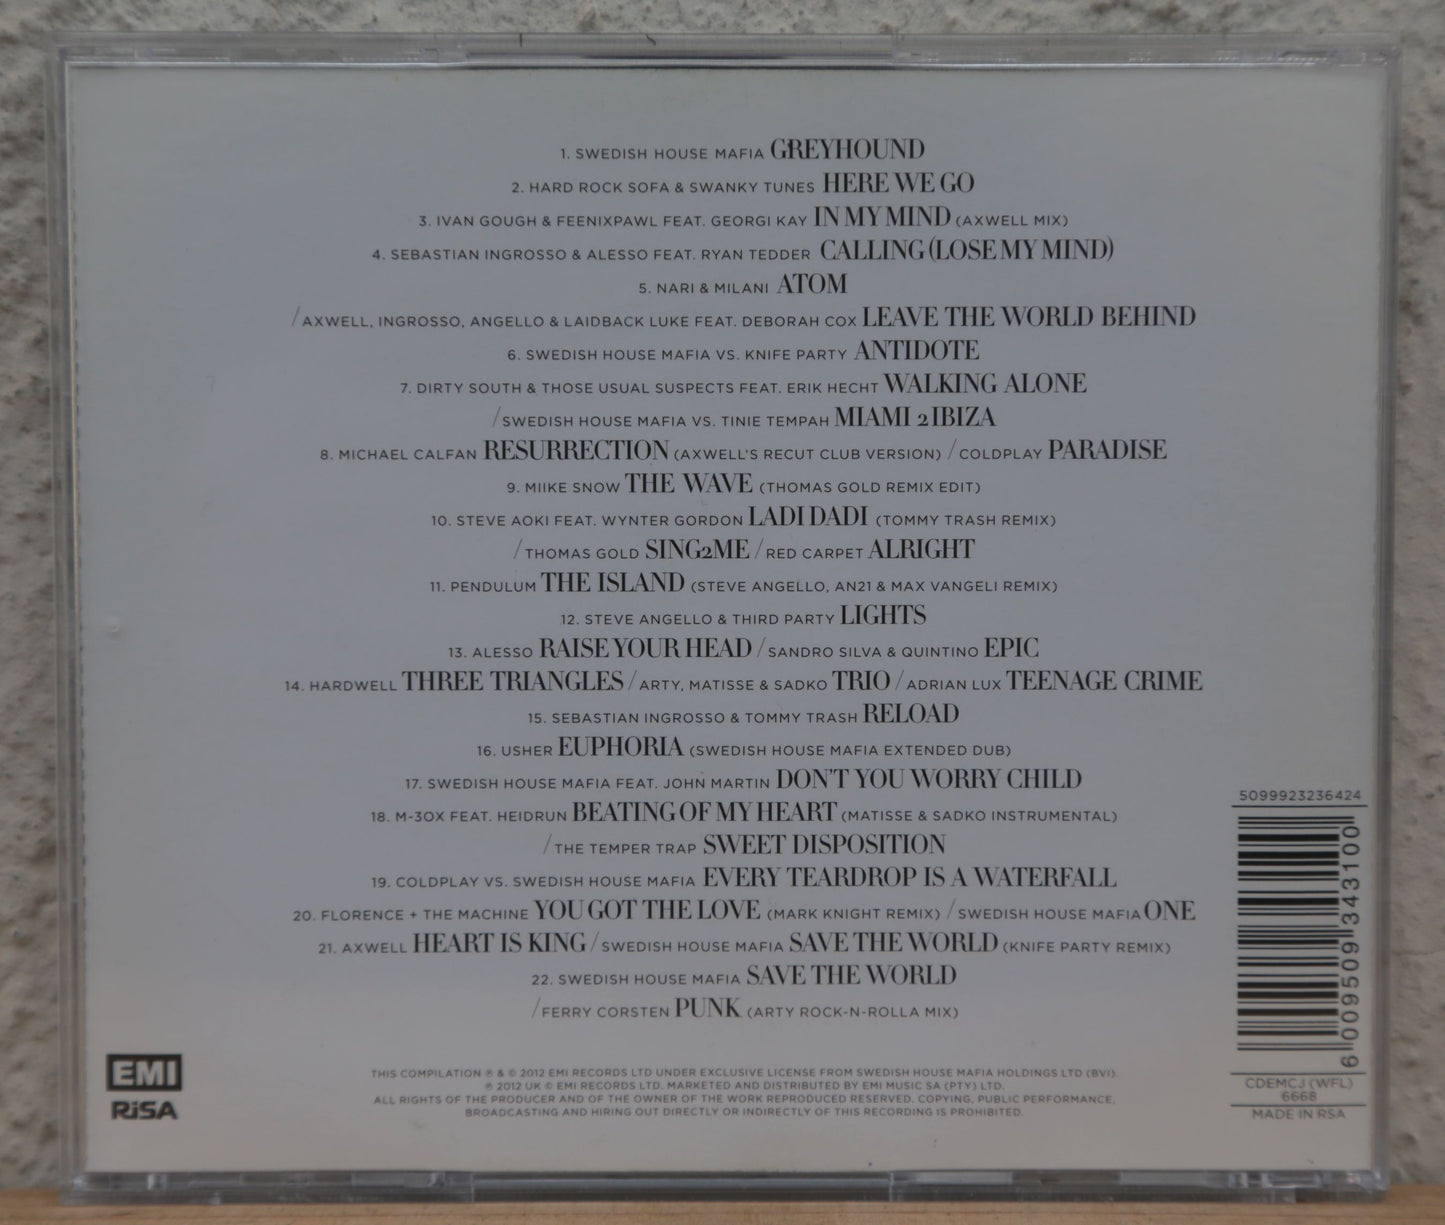 1. SWEDISH HOUSE MAFIA GREYHOUND
2. HARD ROCK SOFA & SWANKY TUNES HERE WE GO
3. IVAN GOUGH & FEENIXPAWL FEAT. GEORGI KAY IN MY MIND (AXWELL MIX)
4. SEBASTIAN INGROSSO & ALESSO FEAT. RYAN TEDDER CALLING (LOSE MY MIND)
5. NARI & MILANI ATOM
/AXWELL, INGROSSO, ANGELLO & LAIDBACK LUKE FEAT. DEBORAH COX LEAVE THE WORLD BEHIND
6. SWEDISH HOUSE MAFIA VS. KNIFE PARTY ANTIDOTE
7. DIRTY SOUTH & THOSE USUAL SUSPECTS FEAT. ERIK HECHT WALKING ALONE
/SWEDISH HOUSE MAFIA VS. TINIE TEMPAH MIAMI 2 IBIZA
8. MICHAEL CALFAN RESURRECTION (AXWELL'S RECUT CLUB VERSION) / COLDPLAY PARADISE
9. MIIKE SNOW THE WAVE (THOMAS GOLD REMIX EDIT)
10. STEVE AOKI FEAT. WYNTER GORDON LADI DADI (TOMMY TRASH REMIX)
/THOMAS GOLD SING2ME / RED CARPET ALRIGHT
11. PENDULUM THE ISLAND (STEVE ANGELLO, AN21 & MAX VANGELI REMIX)
12. STEVE ANGELLO & THIRD PARTY LIGHTS
13. ALESSO RAISE YOUR HEAD / SANDRO SILVA & QUINTINO EPIC
14. HARDWELL THREE TRIANGLES / ARTY, MATISSE & SADKO TRIO / ADRIAN LUX TEENAGE CRIME
15. SEBASTIAN INGROSSO & TOMMY TRASH RELOAD
16. USHER EUPHORIA (SWEDISH HOUSE MAFIA EXTENDED DUB)
17. SWEDISH HOUSE MAFIA FEAT. JOHN MARTIN DON'T YOU WORRY CHILD
18. M-3OX FEAT. HEIDRUN BEATING OF MY HEART (MATISSE & SADKO INSTRUMENTAL)
/THE TEMPER TRAP SWEET DISPOSITION
19. COLDPLAY VS. SWEDISH HOUSE MAFIA EVERY TEARDROP IS A WATERFALL
20. FLORENCE + THE MACHINE YOU GOT THE LOVE (MARK KNIGHT REMIX) / SWEDISH HOUSE MAFIA ONE
21. AXWELL HEART IS KING / SWEDISH HOUSE MAFIA SAVE THE WORLD (KNIFE PARTY REMIX)
22. SWEDISH HOUSE MAFIA SAVE THE WORLD
/FERRY CORSTEN PUNK (ARTY ROCK-N-ROLLA MIX)
5099923236424
6 009509 343100
CDEMCJ (WFL)
6668
MADE IN RSA
EMI
RiSA
THIS COMPILATION ℗ & © 2012 EMI RECORDS LTD UNDER EXCLUSIVE LICENSE FROM SWEDISH HOUSE MAFIA HOLDINGS LTD (BVI).
℗ 2012 UK © EMI RECORDS LTD. MARKETED AND DISTRIBUTED BY EMI MUSIC SA (PTY) LTD.
ALL RIGHTS OF THE PRODUCER AND OF THE OWNER OF THE WORK REPRODUCED RESERVED. COPYING, PUBLIC PERFORMANCE,
BROADCASTING AND HIRING OUT DIRECTLY OR INDIRECTLY OF THIS RECORDING IS PROHIBITED.